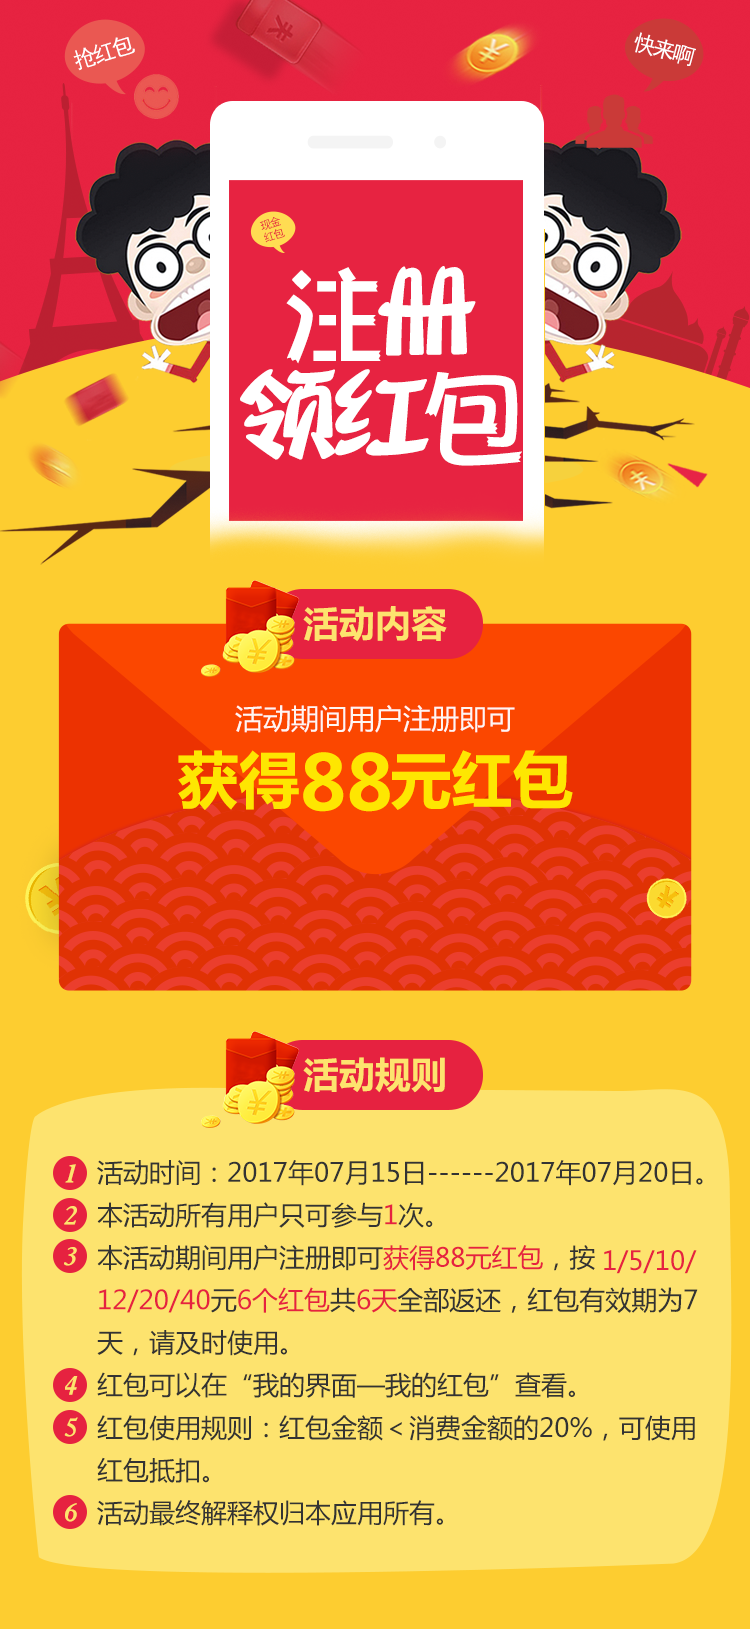 抢红包
快来啊
现金
红包
注册
领红包
活动内容
活动期间用户注册即可
获得88元红包
活动规则
1 活动时间：2017年07月15日------2017年07月20日。
2 本活动所有用户只可参与1次。
3 本活动期间用户注册即可获得88元红包，按 1/5/10/
12/20/40元6个红包共6天全部返还，红包有效期为7
天，请及时使用。
4 红包可以在“我的界面—我的红包”查看。
5 红包使用规则：红包金额＜消费金额的20%，可使用
红包抵扣。
6 活动最终解释权归本应用所有。